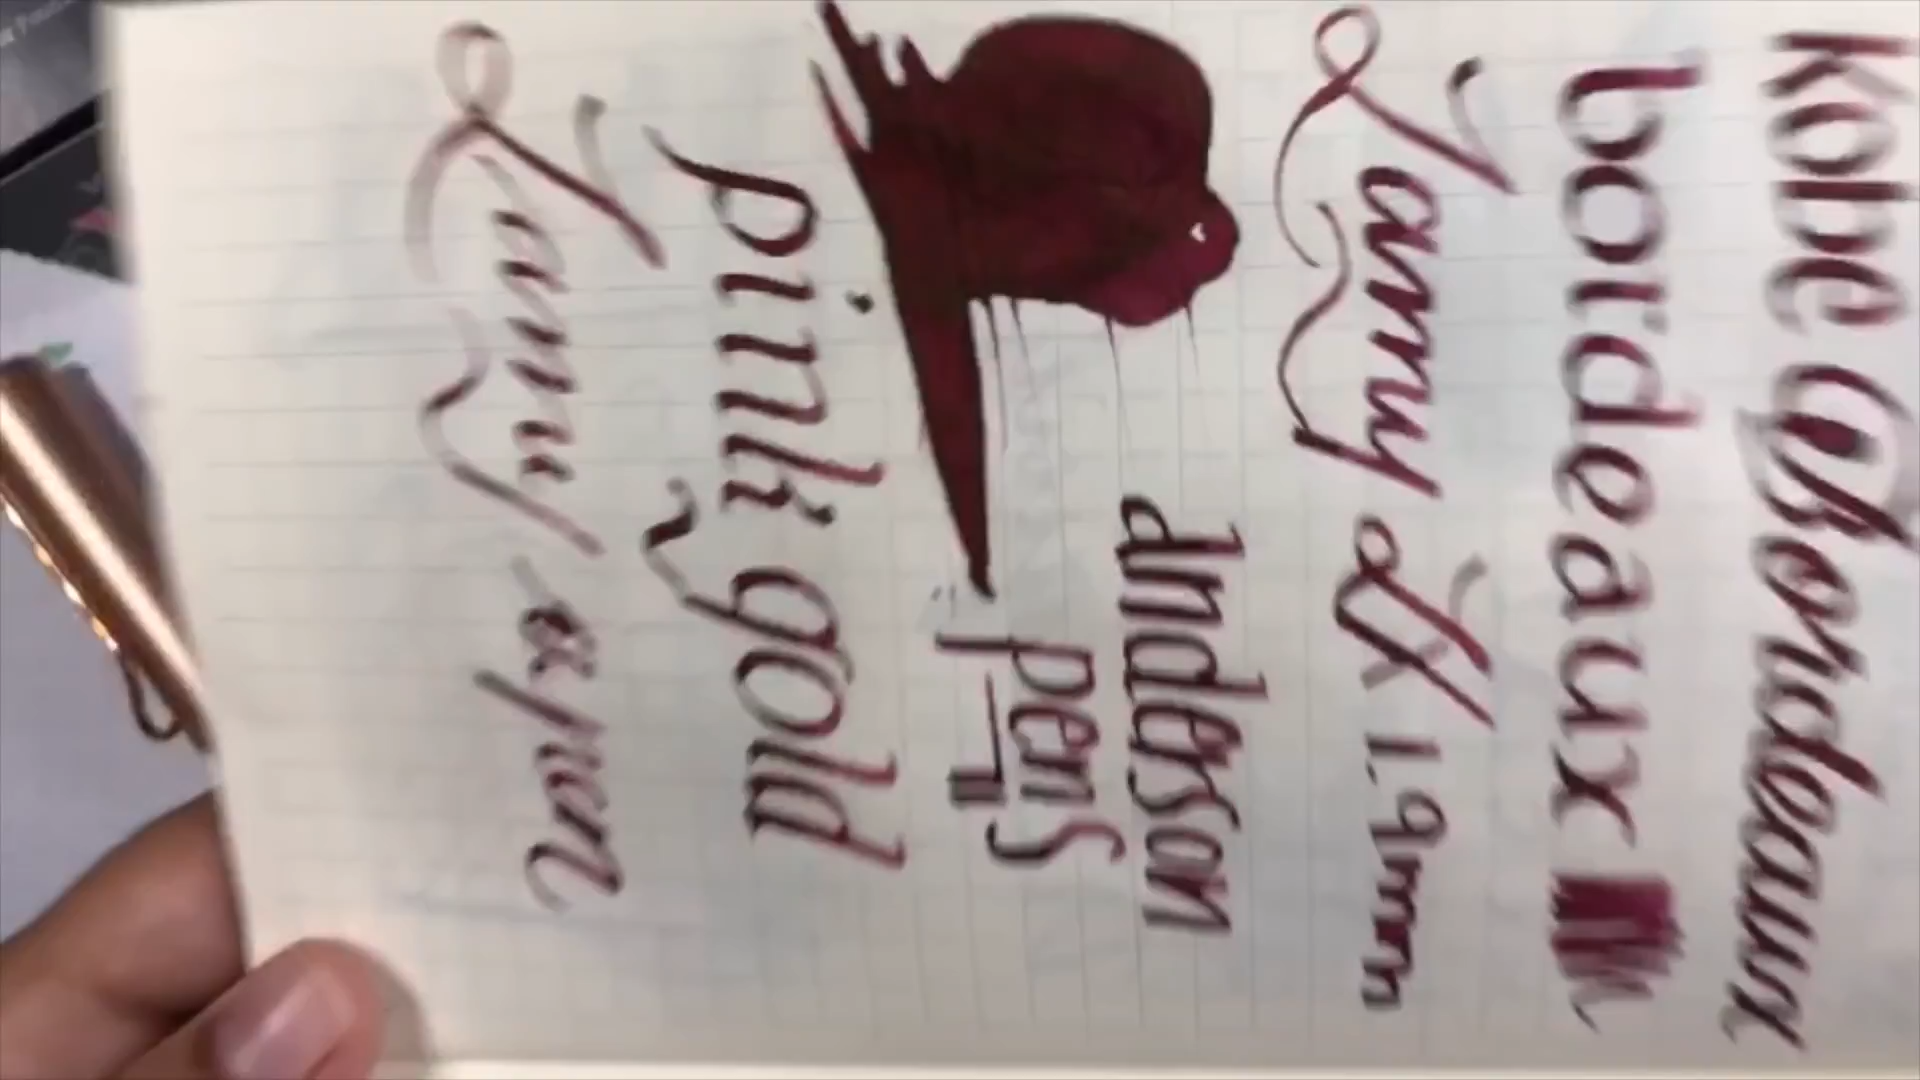 Kobe Bordeaux
bordeaux
Lamy LX 1.9mm
anderson
pens
pink gold
Lamy